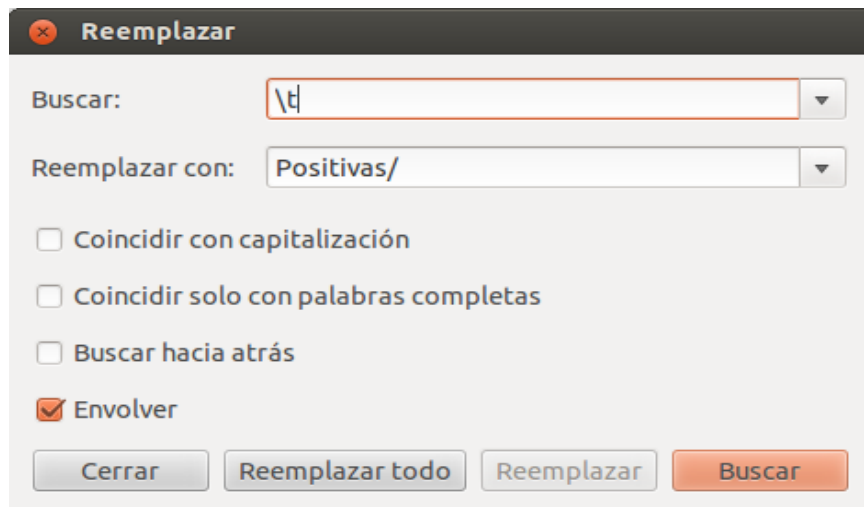 Reemplazar
Buscar: \t
Reemplazar con: Positivas/
Coincidir con capitalización
Coincidir solo con palabras completas
Buscar hacia atrás
Envolver
Cerrar Reemplazar todo Reemplazar Buscar